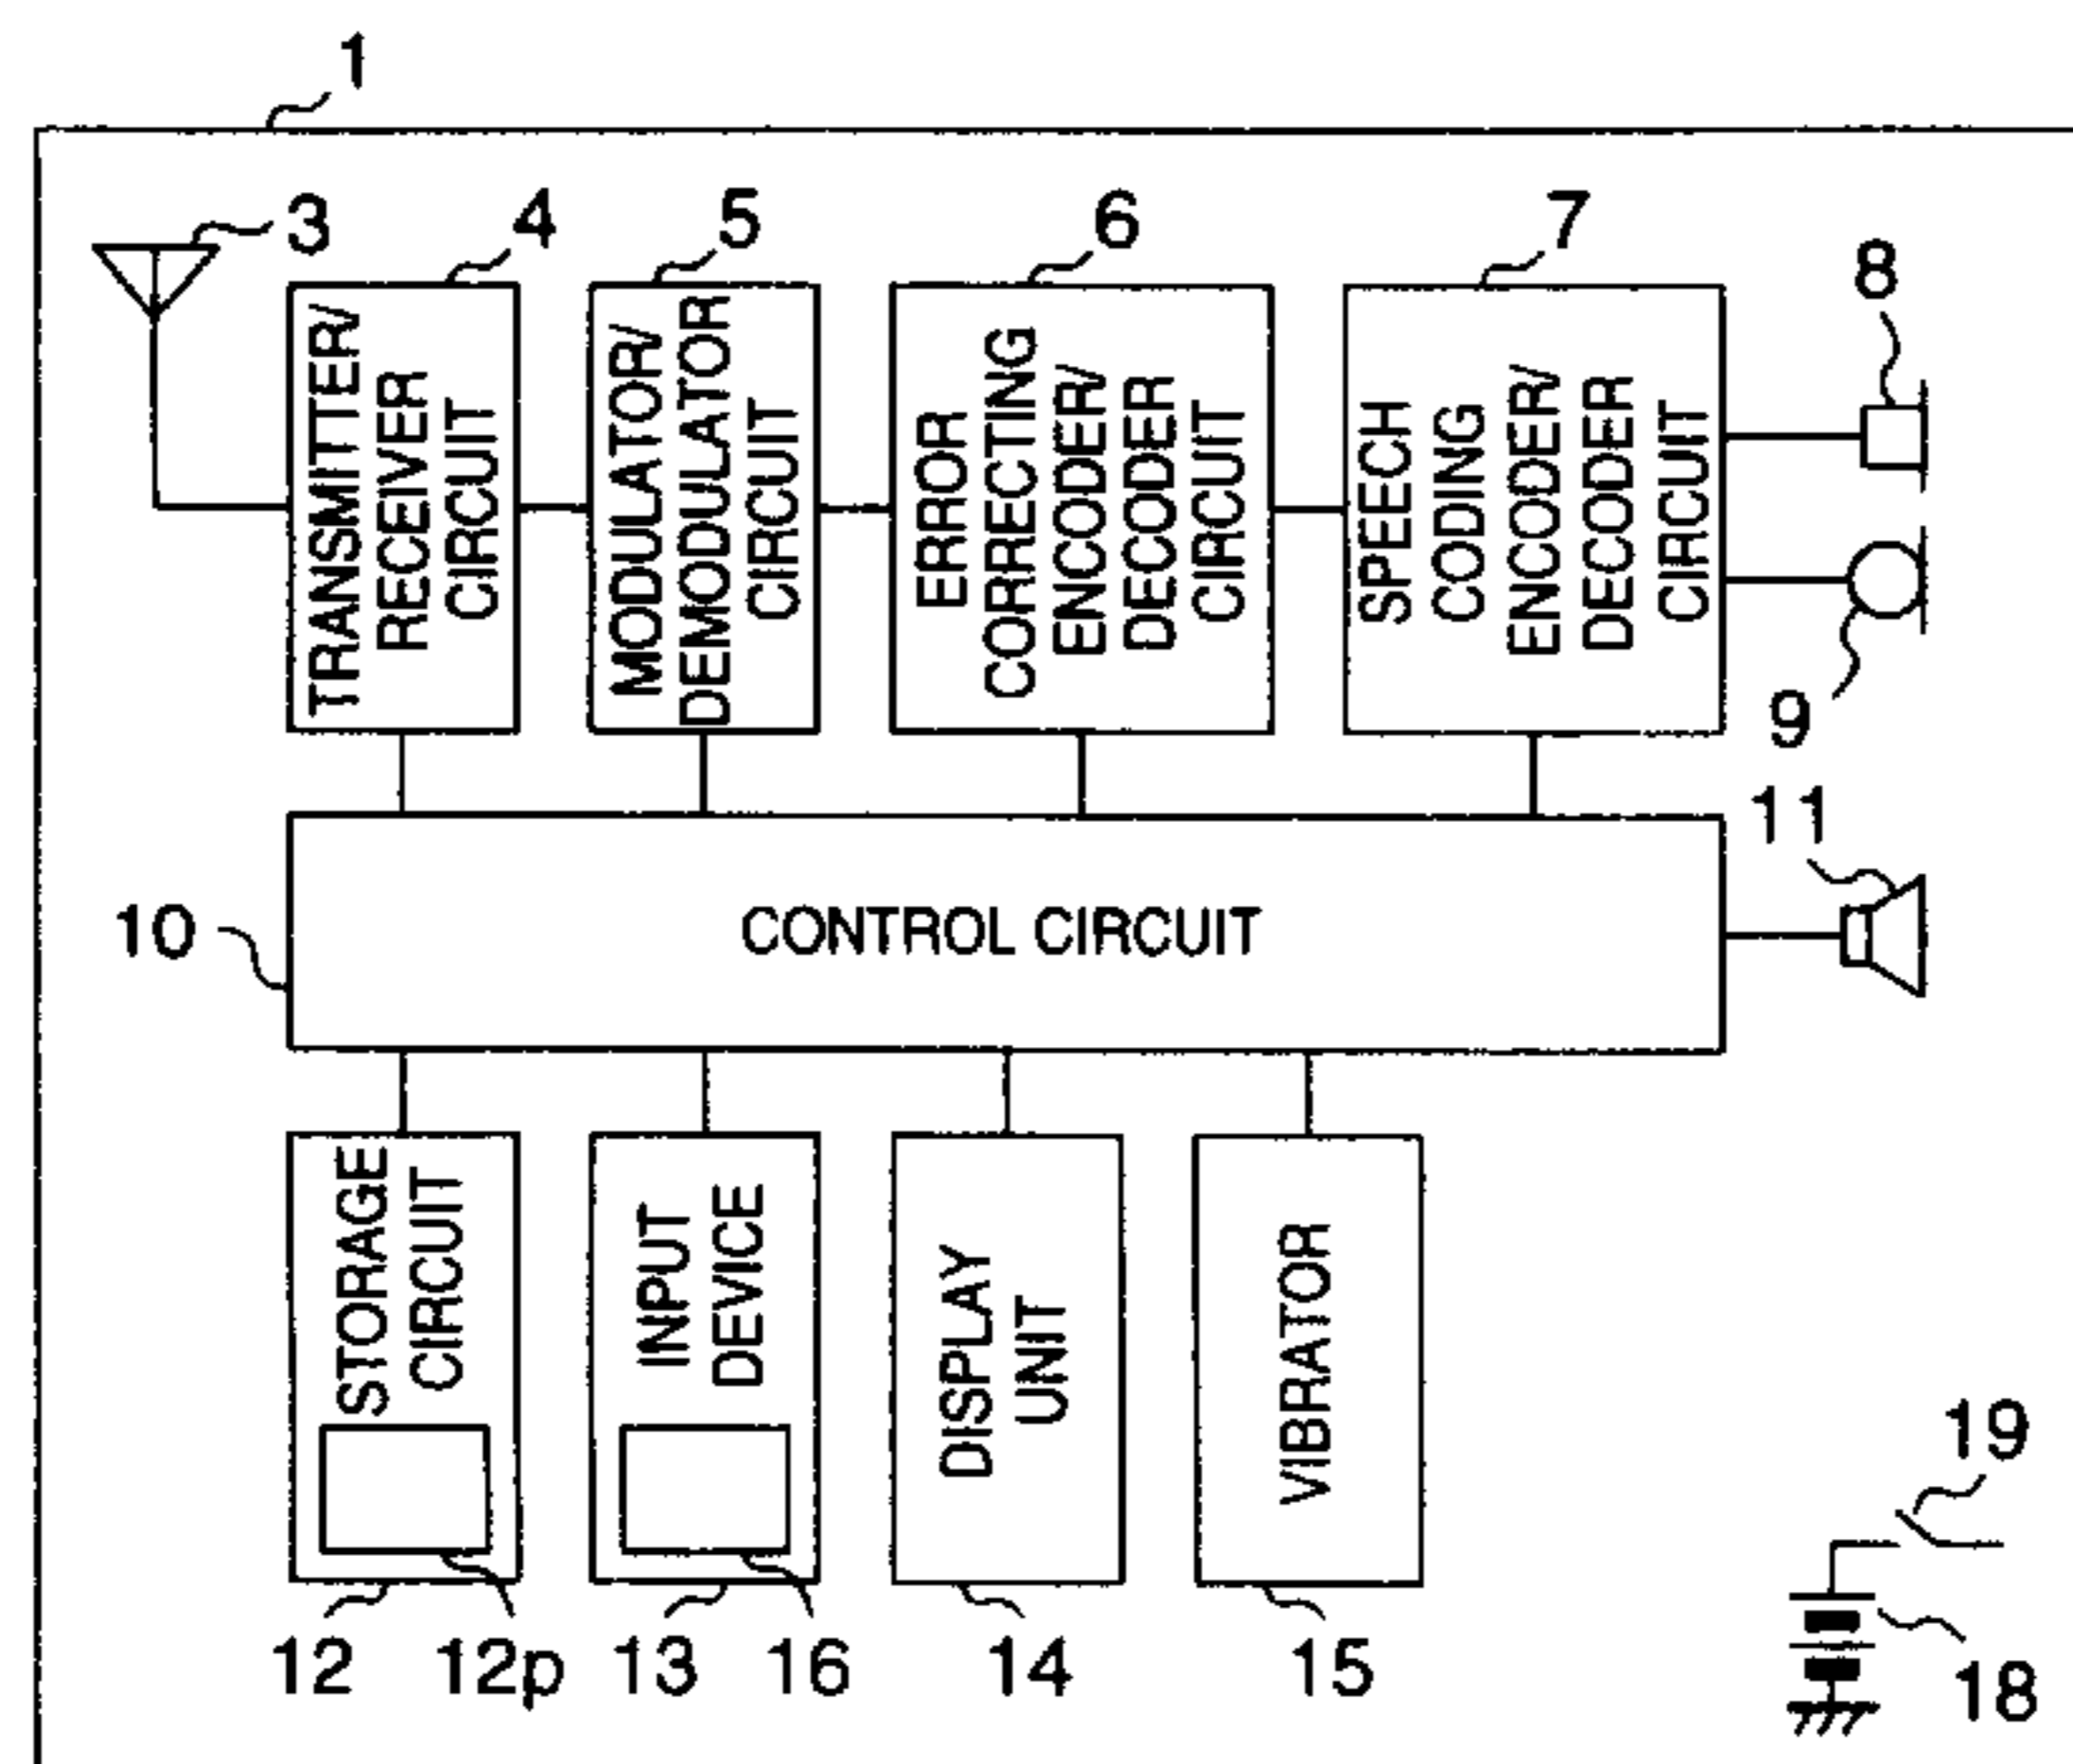 1
3
4
5
6
7
8
TRANSMITTER/
RECEIVER
CIRCUIT
MODULATOR/
DEMODULATOR
CIRCUIT
ERROR
CORRECTING
ENCODER/
DECODER
CIRCUIT
SPEECH
CODING
ENCODER/
DECODER
CIRCUIT
9
11
10
CONTROL CIRCUIT
STORAGE
CIRCUIT
INPUT
DEVICE
DISPLAY
UNIT
VIBRATOR
19
12
12p
13
16
14
15
18